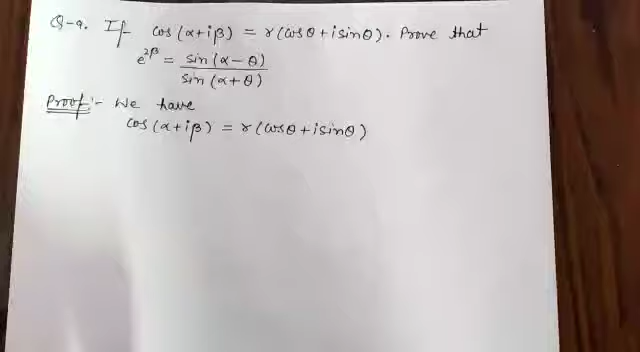 Q-9. If cos(α+iβ) = r(cosθ+isinθ). Prove that
e^2β = sin(α-θ) / sin(α+θ)
Proof:- We have
cos(α+iβ) = r(cosθ+isinθ)